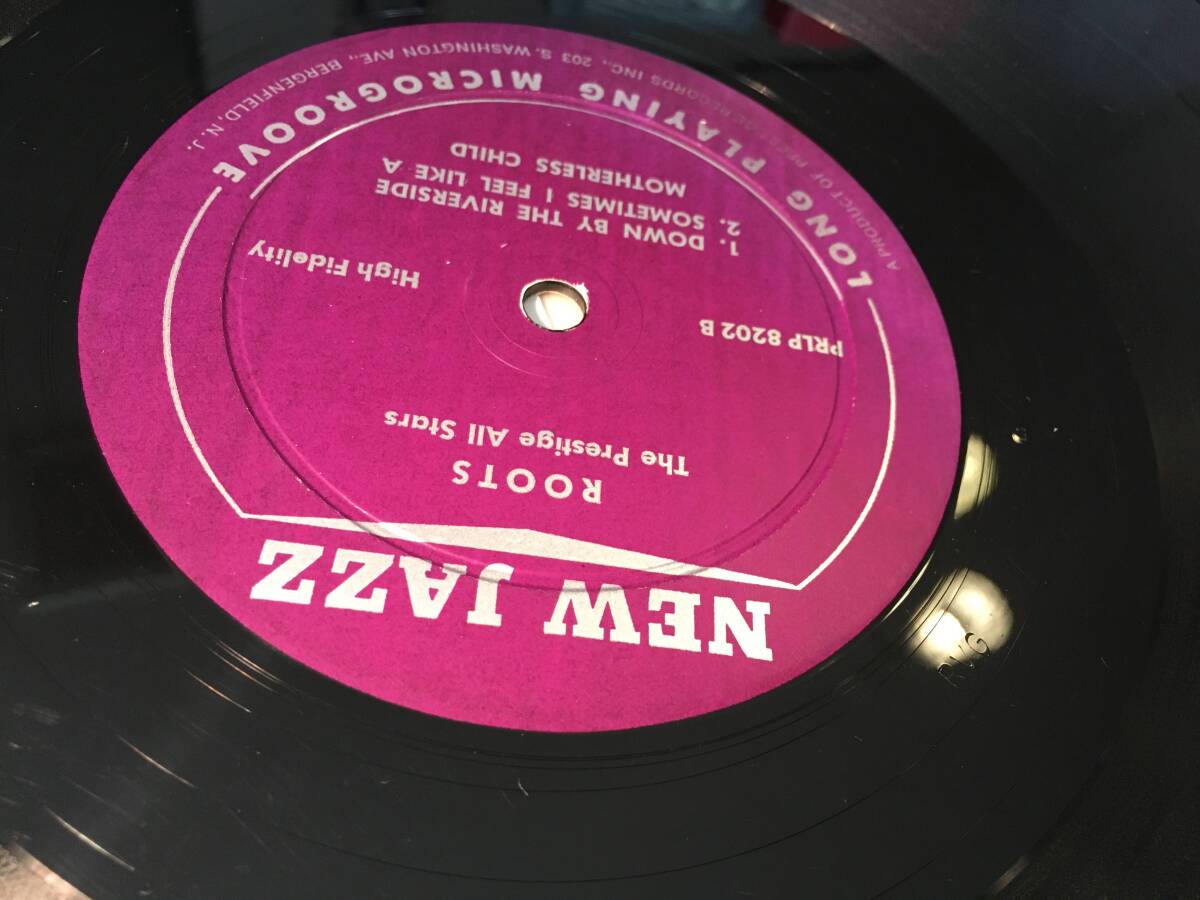 NEW JAZZ
ROOTS
The Prestige All Stars
PRLP 8202 B
High Fidelity
1. DOWN BY THE RIVERSIDE
2. SOMETIMES I FEEL LIKE A
MOTHERLESS CHILD
LONG PLAYING MICROGROOVE
A PRODUCT OF PRESTIGE RECORDS INC., 203 S. WASHINGTON AVE., BERGENFIELD, N. J.
RVG